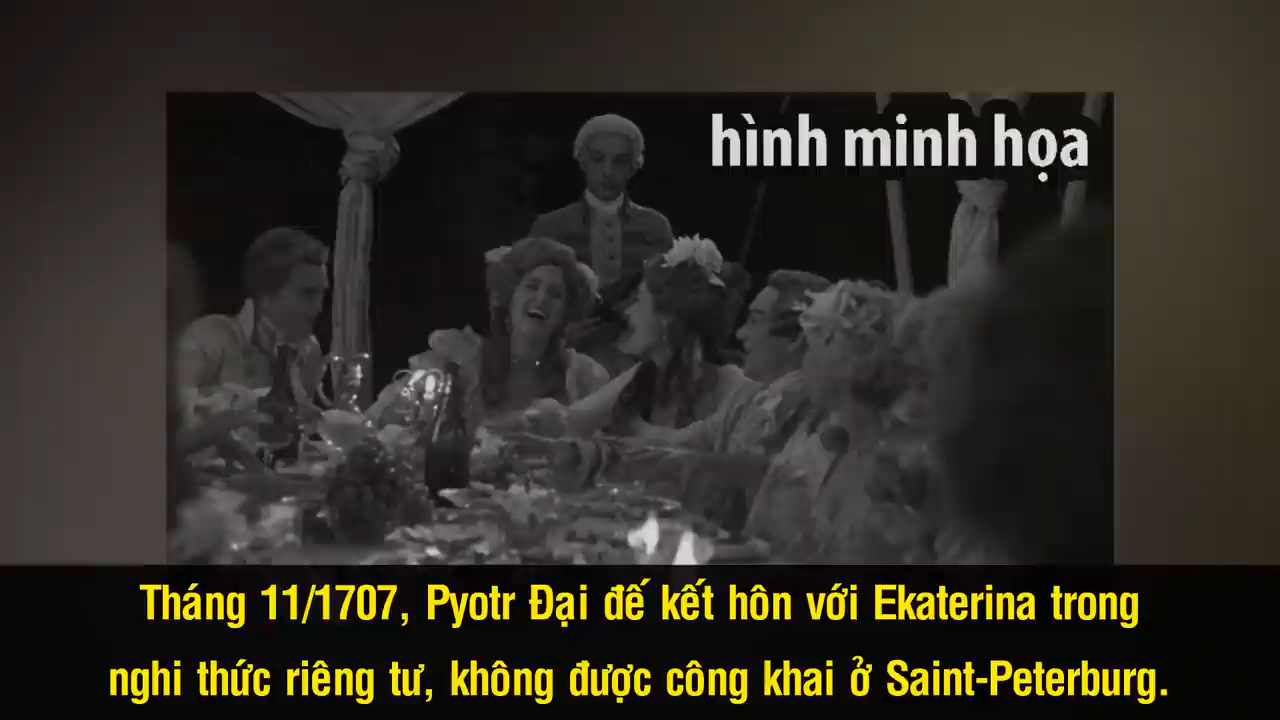 hình minh họa
Tháng 11/1707, Pyotr Đại đế kết hôn với Ekaterina trong
nghi thức riêng tư, không được công khai ở Saint-Peterburg.